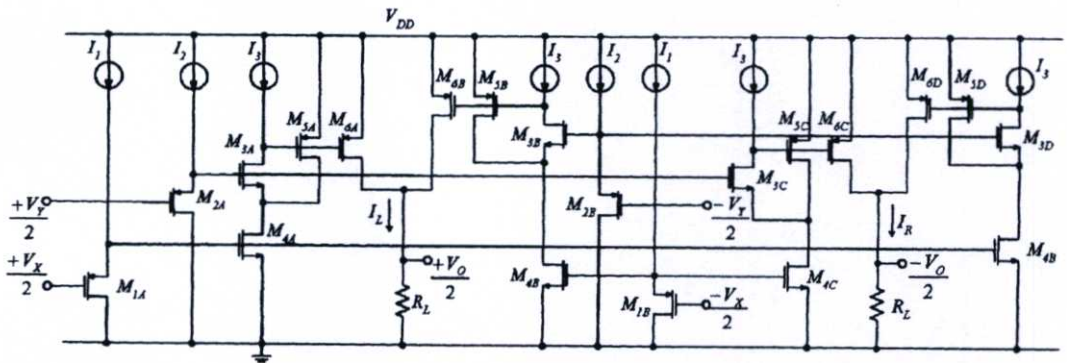 V_DD
I_1 I_2 I_3 I_3 I_2 I_1 I_3 I_3
M_6B M_5B M_6D M_5D
M_5A M_6A M_5C M_6C
M_3A M_3B M_3D
M_3C
+V_Y/2 M_2A M_2B -V_Y/2
I_L I_R
M_4A M_4B
+V_X/2 +V_O/2 -V_O/2
M_1A R_L M_4B M_1B -V_X/2 M_4C R_L